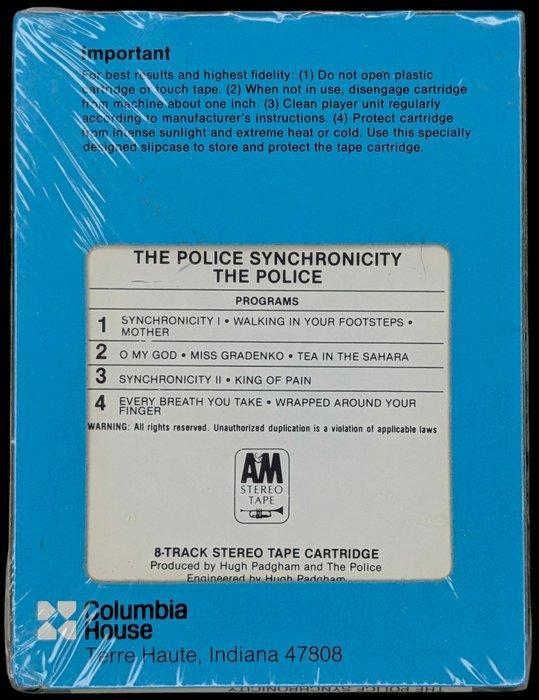 Important
For best results and highest fidelity: (1) Do not open plastic
cartridge or touch tape. (2) When not in use, disengage cartridge
from machine about one inch. (3) Clean player unit regularly
according to manufacturer's instructions. (4) Protect cartridge
from intense sunlight and extreme heat or cold. Use this specially
designed slipcase to store and protect the tape cartridge.
THE POLICE SYNCHRONICITY
THE POLICE
PROGRAMS
1 SYNCHRONICITY I • WALKING IN YOUR FOOTSTEPS •
MOTHER
2 O MY GOD • MISS GRADENKO • TEA IN THE SAHARA
3 SYNCHRONICITY II • KING OF PAIN
4 EVERY BREATH YOU TAKE • WRAPPED AROUND YOUR
FINGER
WARNING: All rights reserved. Unauthorized duplication is a violation of applicable laws
A&M
STEREO
TAPE
8-TRACK STEREO TAPE CARTRIDGE
Produced by Hugh Padgham and The Police
Engineered by Hugh Padgham
Columbia
House
Terre Haute, Indiana 47808
THE POLICE SYNCHRONICITY